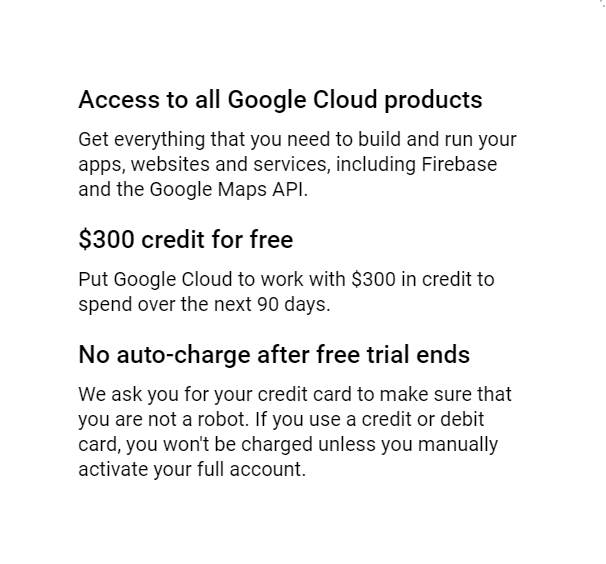 Access to all Google Cloud products
Get everything that you need to build and run your
apps, websites and services, including Firebase
and the Google Maps API.
$300 credit for free
Put Google Cloud to work with $300 in credit to
spend over the next 90 days.
No auto-charge after free trial ends
We ask you for your credit card to make sure that
you are not a robot. If you use a credit or debit
card, you won't be charged unless you manually
activate your full account.